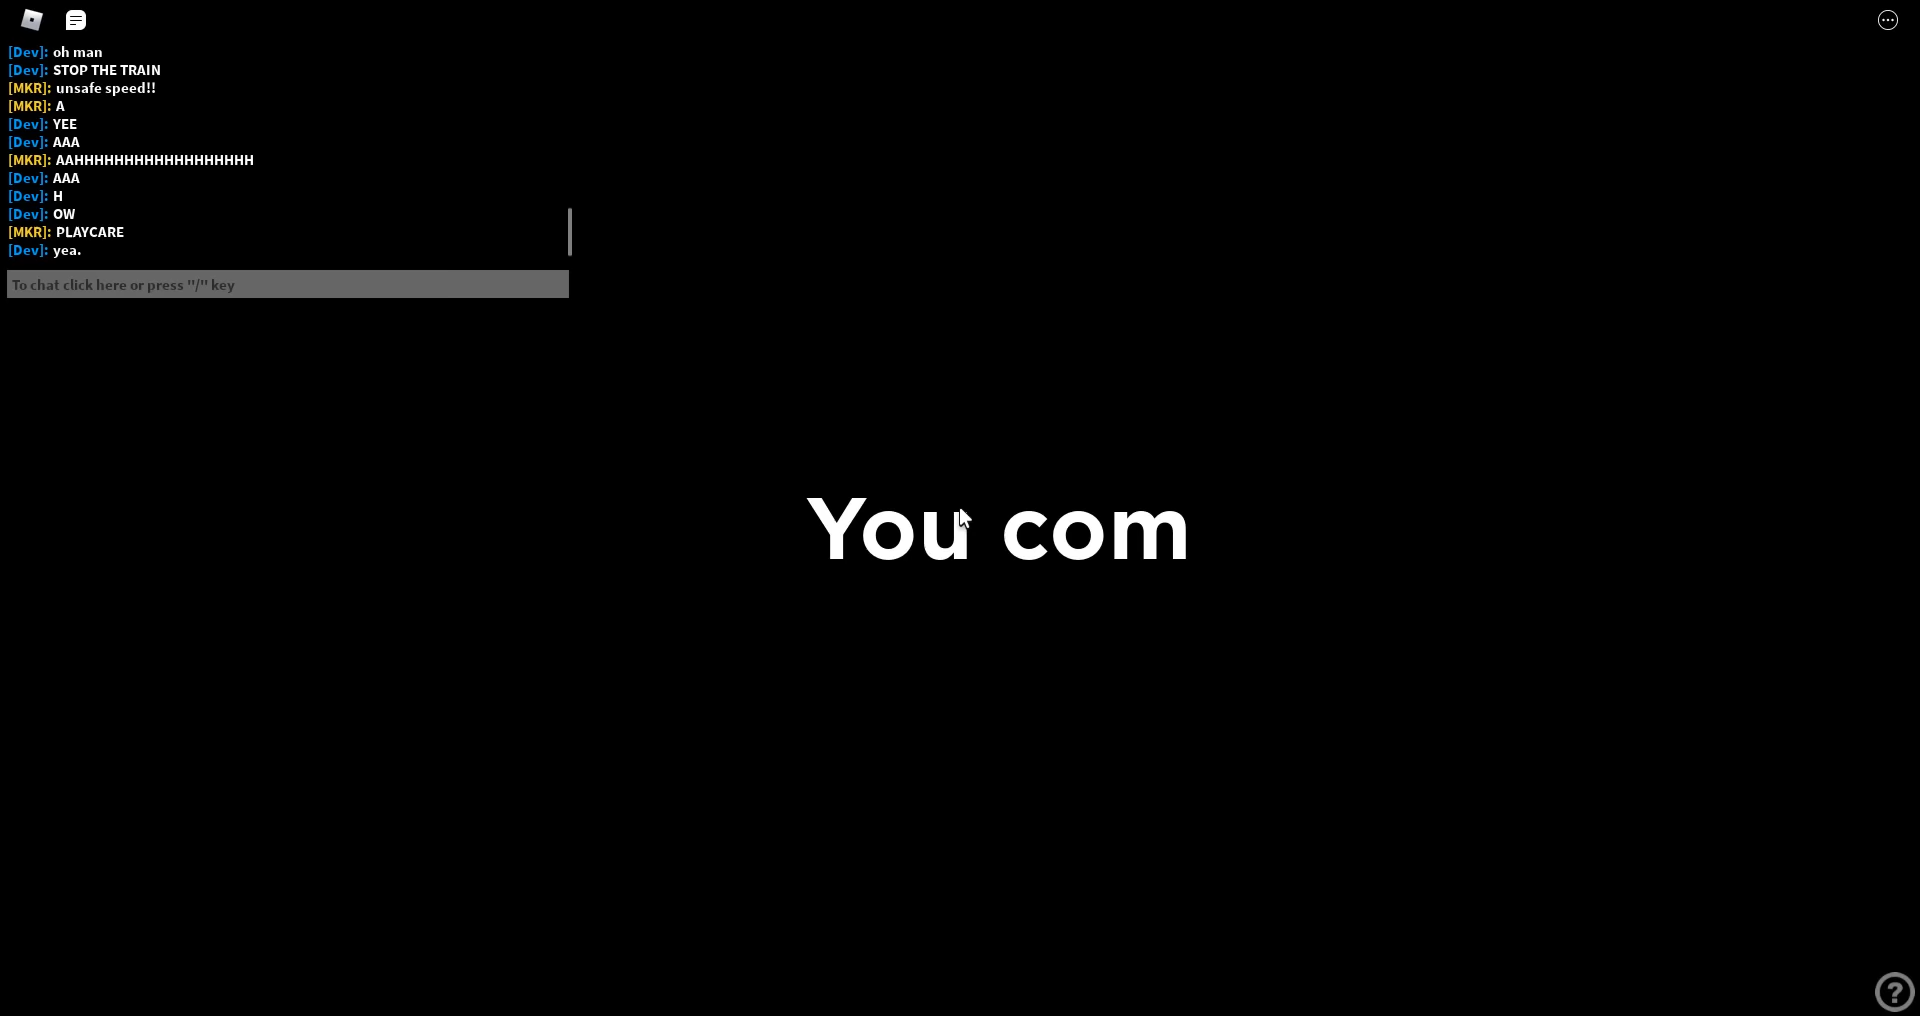 [Dev]: oh man
[Dev]: STOP THE TRAIN
[MKR]: unsafe speed!!
[MKR]: A
[Dev]: YEE
[Dev]: AAA
[MKR]: AAHHHHHHHHHHHHHHHHHH
[Dev]: AAA
[Dev]: H
[Dev]: OW
[MKR]: PLAYCARE
[Dev]: yea.
To chat click here or press "/" key
You com
?